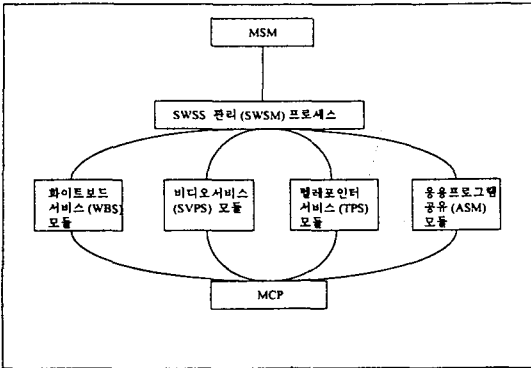 MSM
SWSS 관리 (SWSM) 프로세스
화이트보드
서비스 (WBS)
모듈
비디오서비스
(SVPS) 모듈
텔레포인터
서비스 (TPS)
모듈
응용프로그램
공유 (ASM)
모듈
MCP